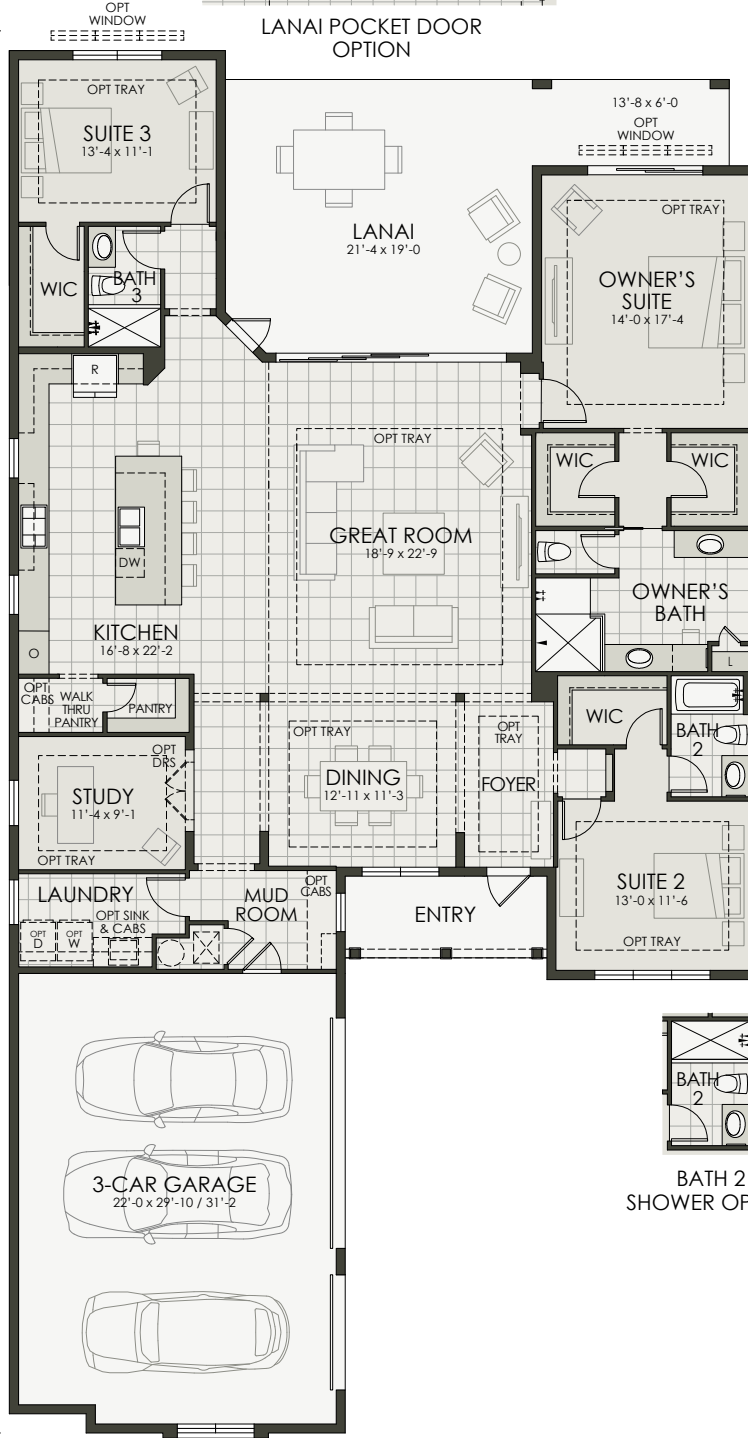 OPT
WINDOW
LANAI POCKET DOOR
OPTION
OPT TRAY
SUITE 3
13'-4 x 11'-1
13'-8 x 6'-0
OPT
WINDOW
LANAI
21'-4 x 19'-0
OPT TRAY
OWNER'S
SUITE
14'-0 x 17'-4
WIC
BATH
3
R
OPT TRAY
GREAT ROOM
18'-9 x 22'-9
WIC
WIC
DW
KITCHEN
16'-8 x 22'-2
O
OWNER'S
BATH
L
OPT
CABS
WALK
THRU
PANTRY
PANTRY
WIC
BATH
2
OPT
DRS
STUDY
11'-4 x 9'-1
OPT TRAY
OPT TRAY
DINING
12'-11 x 11'-3
OPT
TRAY
FOYER
SUITE 2
13'-0 x 11'-6
OPT TRAY
LAUNDRY
OPT SINK
& CABS
OPT
D
OPT
W
MUD
ROOM
OPT
CABS
ENTRY
3-CAR GARAGE
22'-0 x 29'-10 / 31'-2
BATH
2
BATH 2
SHOWER OP